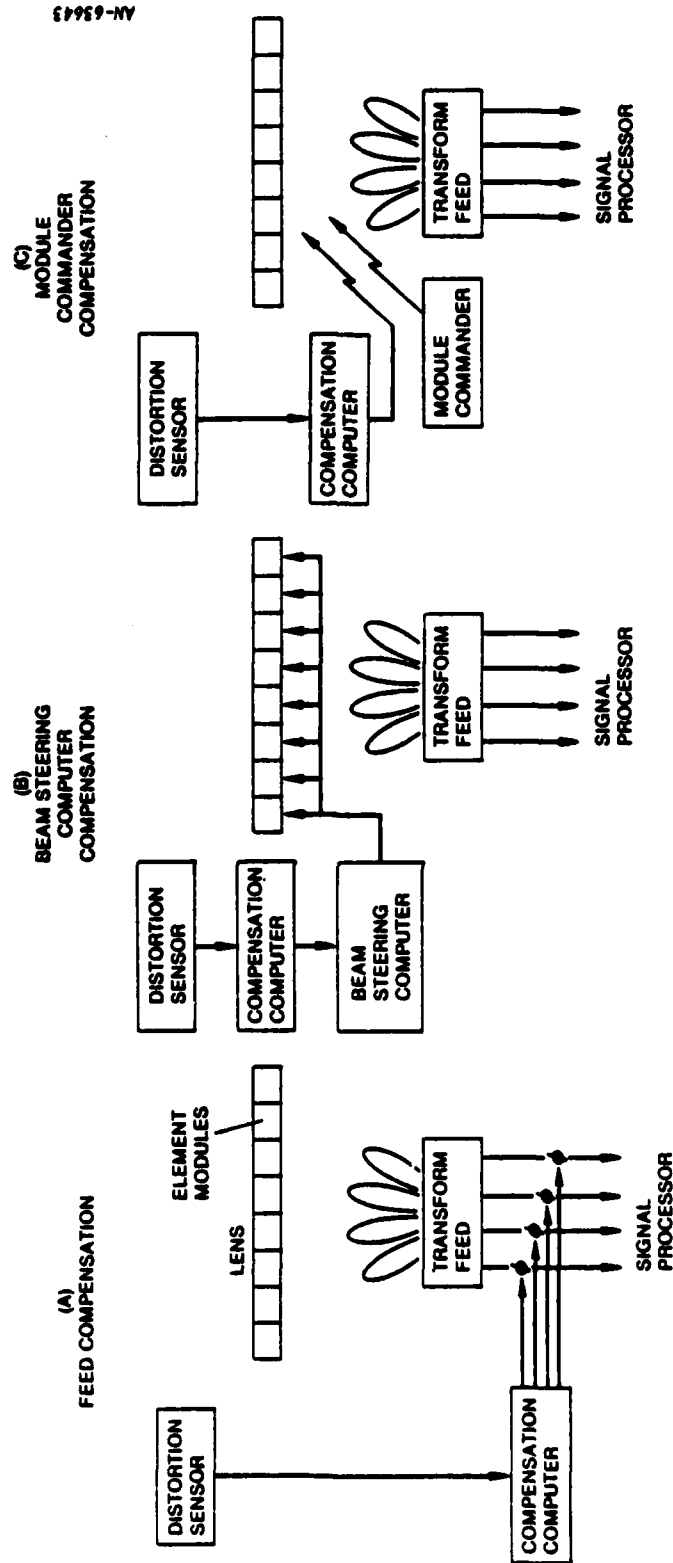 AN-63643
(A)
FEED COMPENSATION
DISTORTION
SENSOR
LENS
ELEMENT
MODULES
TRANSFORM
FEED
COMPENSATION
COMPUTER
SIGNAL
PROCESSOR
(B)
BEAM STEERING
COMPUTER
COMPENSATION
DISTORTION
SENSOR
COMPENSATION
COMPUTER
BEAM
STEERING
COMPUTER
TRANSFORM
FEED
SIGNAL
PROCESSOR
(C)
MODULE
COMMANDER
COMPENSATION
DISTORTION
SENSOR
COMPENSATION
COMPUTER
MODULE
COMMANDER
TRANSFORM
FEED
SIGNAL
PROCESSOR